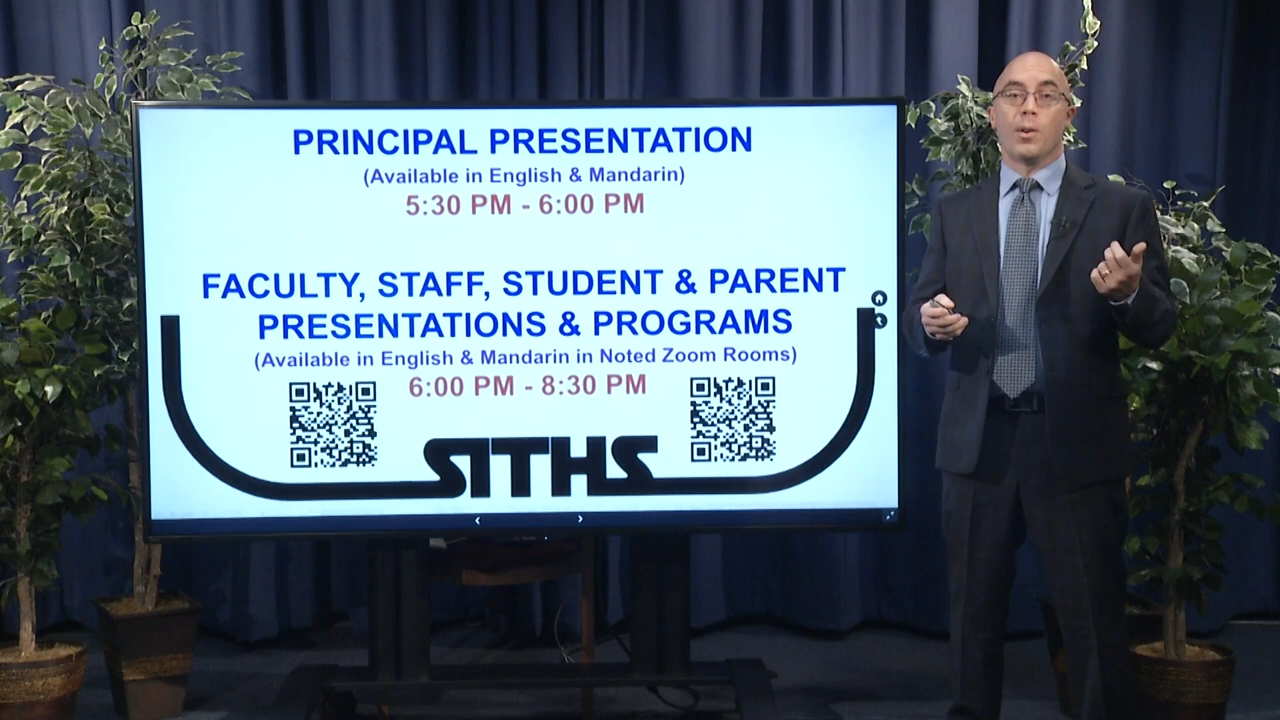 PRINCIPAL PRESENTATION
(Available in English & Mandarin)
5:30 PM - 6:00 PM
FACULTY, STAFF, STUDENT & PARENT
PRESENTATIONS & PROGRAMS
(Available in English & Mandarin in Noted Zoom Rooms)
6:00 PM - 8:30 PM
SITHS